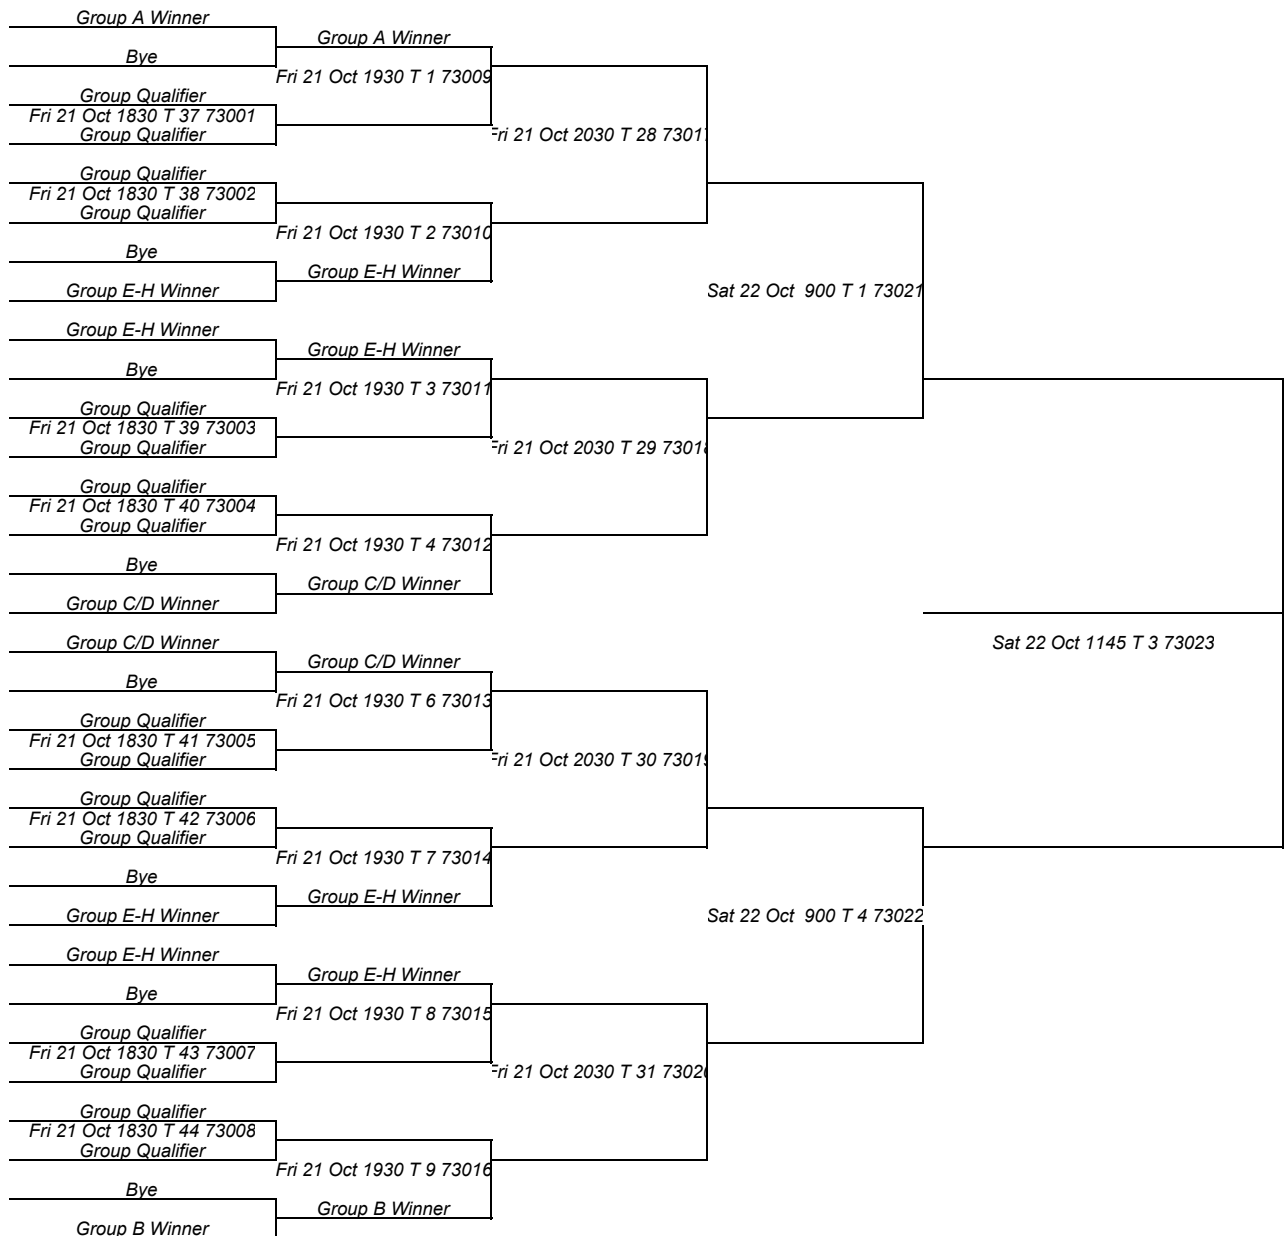 Group A Winner
Group A Winner
Bye
Fri 21 Oct 1930 T 1 73009
Group Qualifier
Fri 21 Oct 1830 T 37 73001
Group Qualifier
Fri 21 Oct 2030 T 28 73017
Group Qualifier
Fri 21 Oct 1830 T 38 73002
Group Qualifier
Fri 21 Oct 1930 T 2 73010
Bye
Group E-H Winner
Group E-H Winner
Sat 22 Oct 900 T 1 73021
Group E-H Winner
Group E-H Winner
Bye
Fri 21 Oct 1930 T 3 73011
Group Qualifier
Fri 21 Oct 1830 T 39 73003
Group Qualifier
Fri 21 Oct 2030 T 29 73018
Group Qualifier
Fri 21 Oct 1830 T 40 73004
Group Qualifier
Fri 21 Oct 1930 T 4 73012
Bye
Group C/D Winner
Group C/D Winner
Group C/D Winner
Sat 22 Oct 1145 T 3 73023
Group C/D Winner
Bye
Fri 21 Oct 1930 T 6 73013
Group Qualifier
Fri 21 Oct 1830 T 41 73005
Group Qualifier
Fri 21 Oct 2030 T 30 73019
Group Qualifier
Fri 21 Oct 1830 T 42 73006
Group Qualifier
Fri 21 Oct 1930 T 7 73014
Bye
Group E-H Winner
Group E-H Winner
Sat 22 Oct 900 T 4 73022
Group E-H Winner
Group E-H Winner
Bye
Fri 21 Oct 1930 T 8 73015
Group Qualifier
Fri 21 Oct 1830 T 43 73007
Group Qualifier
Fri 21 Oct 2030 T 31 73020
Group Qualifier
Fri 21 Oct 1830 T 44 73008
Group Qualifier
Fri 21 Oct 1930 T 9 73016
Bye
Group B Winner
Group B Winner